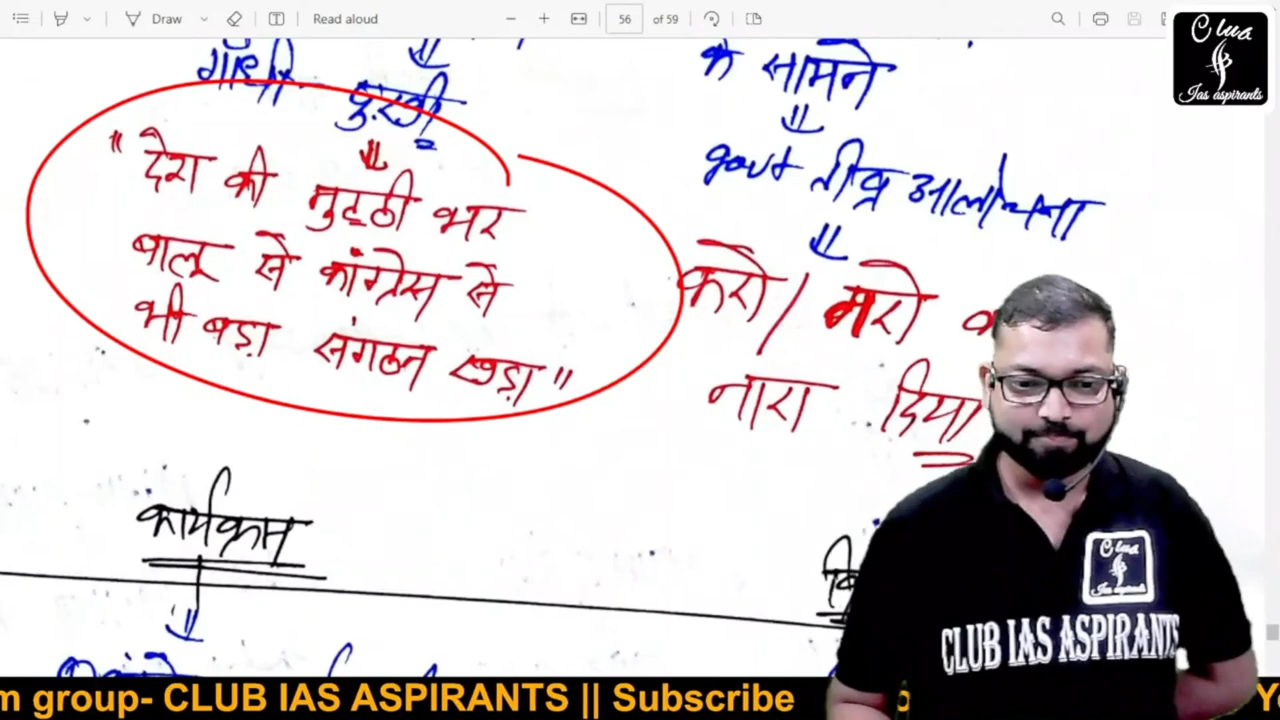 Draw
Read aloud
56 of 59
Club
Ias aspirants
गाँधी दुःखी
" देश की मुट्ठी भर
बालू से कांग्रेस से
भी बड़ा संगठन खड़ा "
के सामने
govt तीव्र आलोचना
करो/ मरो
नारा दिया
कार्यक्रम
CLUB IAS ASPIRANTS
m group- CLUB IAS ASPIRANTS || Subscribe